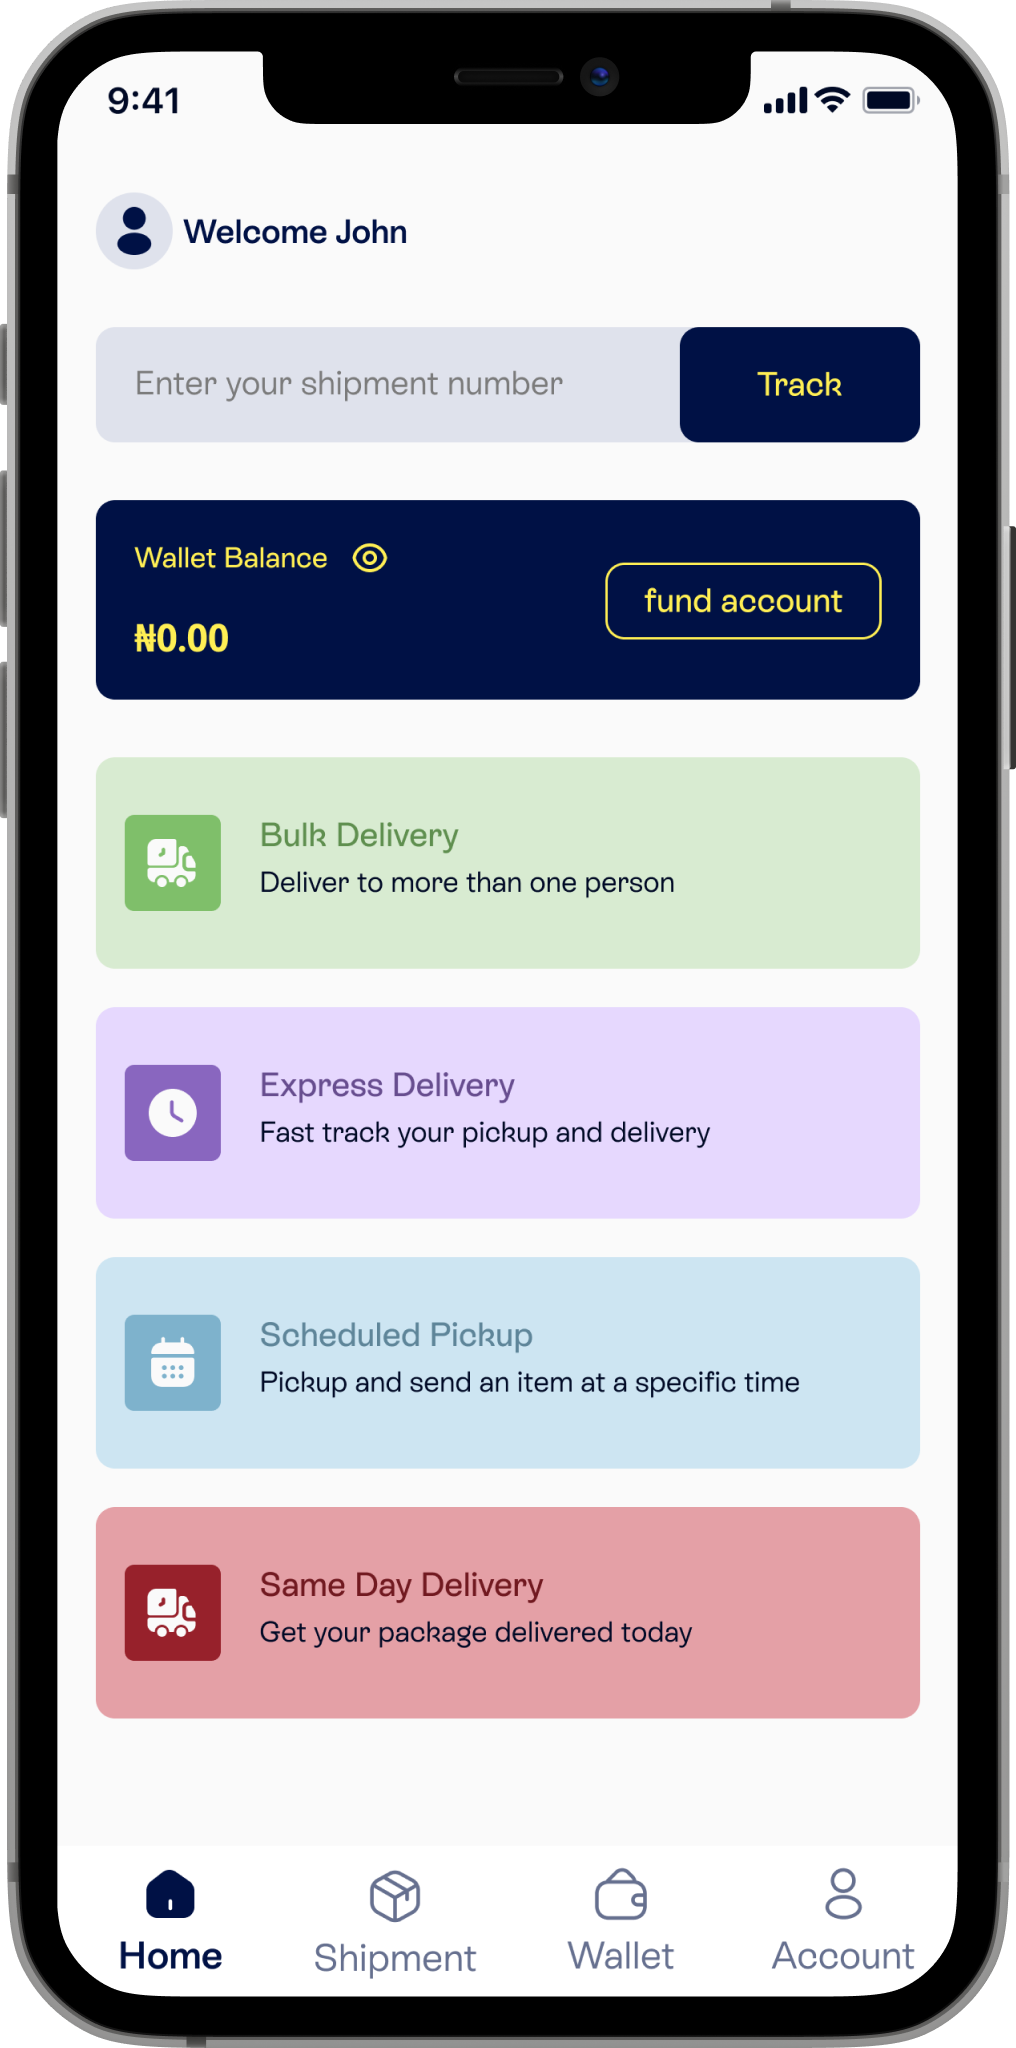 9:41
Welcome John
Enter your shipment number
Track
Wallet Balance
fund account
₦0.00
Bulk Delivery
Deliver to more than one person
Express Delivery
Fast track your pickup and delivery
Scheduled Pickup
Pickup and send an item at a specific time
Same Day Delivery
Get your package delivered today
Home
Shipment
Wallet
Account